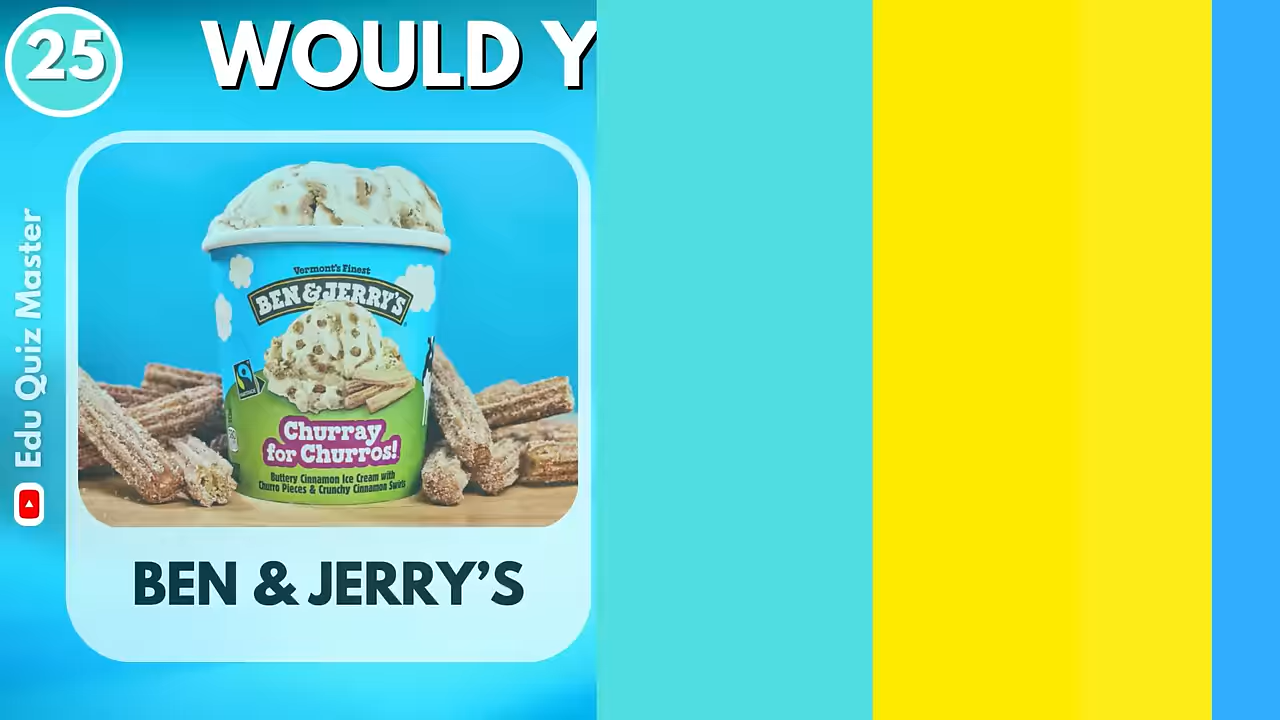 25
WOULD Y
Edu Quiz Master
Vermont's Finest
BEN & JERRY'S
Churray
for Churros!
Buttery Cinnamon Ice Cream with
Churro Pieces & Crunchy Cinnamon Swirls
BEN & JERRY'S